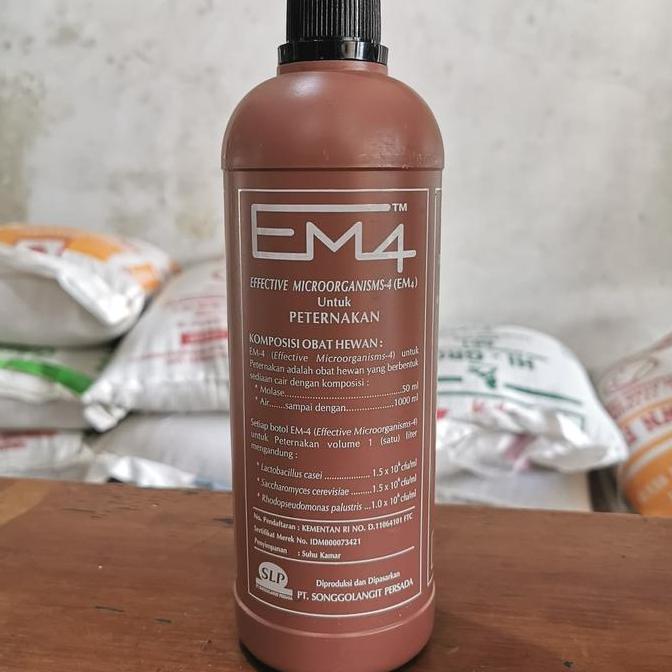 EM4™
EFFECTIVE MICROORGANISMS-4 (EM4)
Untuk
PETERNAKAN
KOMPOSISI OBAT HEWAN :
EM-4 (Effective Microorganisms-4) untuk
Peternakan adalah obat hewan yang berbentuk
sediaan cair dengan komposisi :
* Molase..............................50 ml
* Air.......sampai dengan...................1000 ml
Setiap botol EM-4 (Effective Microorganisms-4)
untuk Peternakan volume 1 (satu) liter
mengandung :
* Lactobacillus casei ................ 1.5 x 10⁶ cfu/ml
* Saccharomyces cerevisiae ........1.5 x 10⁶ cfu/ml
* Rhodopseudomonas palustris ...1.0 x 10⁶ cfu/ml
No. Pendaftaran : KEMENTAN RI NO. D.11064101 FTC
Sertifikat Merek No. IDM000073421
Penyimpanan : Suhu Kamar
SLP
Diproduksi dan Dipasarkan
PT. SONGGOLANGIT PERSADA
HI-GRO